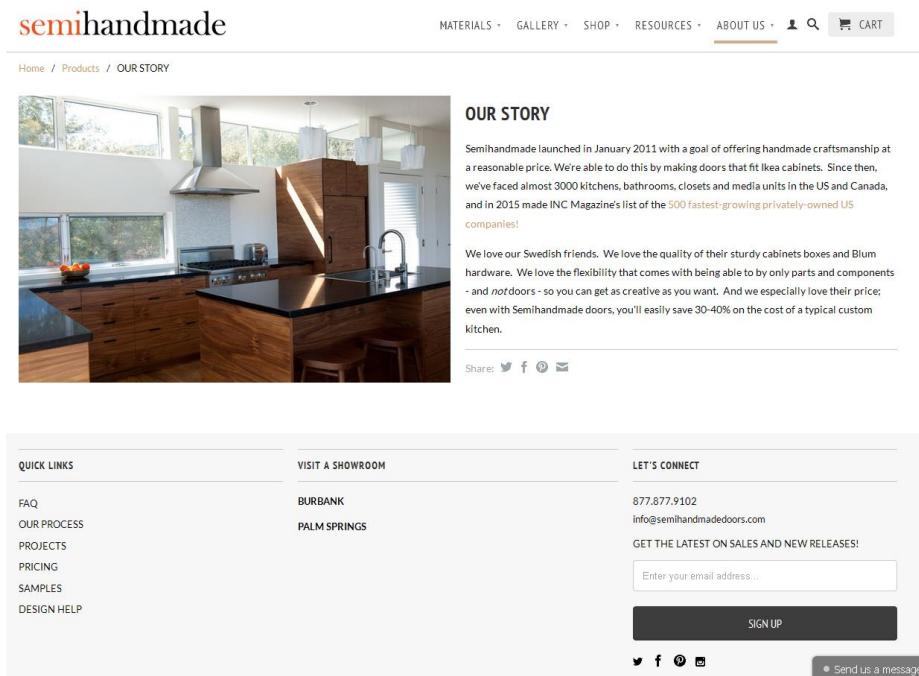 semihandmade
MATERIALS GALLERY SHOP RESOURCES ABOUT US CART
Home / Products / OUR STORY
OUR STORY
Semihandmade launched in January 2011 with a goal of offering handmade craftsmanship at
a reasonable price. We're able to do this by making doors that fit Ikea cabinets. Since then,
we've faced almost 3000 kitchens, bathrooms, closets and media units in the US and Canada,
and in 2015 made INC Magazine's list of the 500 fastest-growing privately-owned US
companies!
We love our Swedish friends. We love the quality of their sturdy cabinets boxes and Blum
hardware. We love the flexibility that comes with being able to by only parts and components
- and not doors - so you can get as creative as you want. And we especially love their price;
even with Semihandmade doors, you'll easily save 30-40% on the cost of a typical custom
kitchen.
Share:
QUICK LINKS
FAQ
OUR PROCESS
PROJECTS
PRICING
SAMPLES
DESIGN HELP
VISIT A SHOWROOM
BURBANK
PALM SPRINGS
LET'S CONNECT
877.877.9102
info@semihandmadedoors.com
GET THE LATEST ON SALES AND NEW RELEASES!
Enter your email address...
SIGN UP
Send us a message